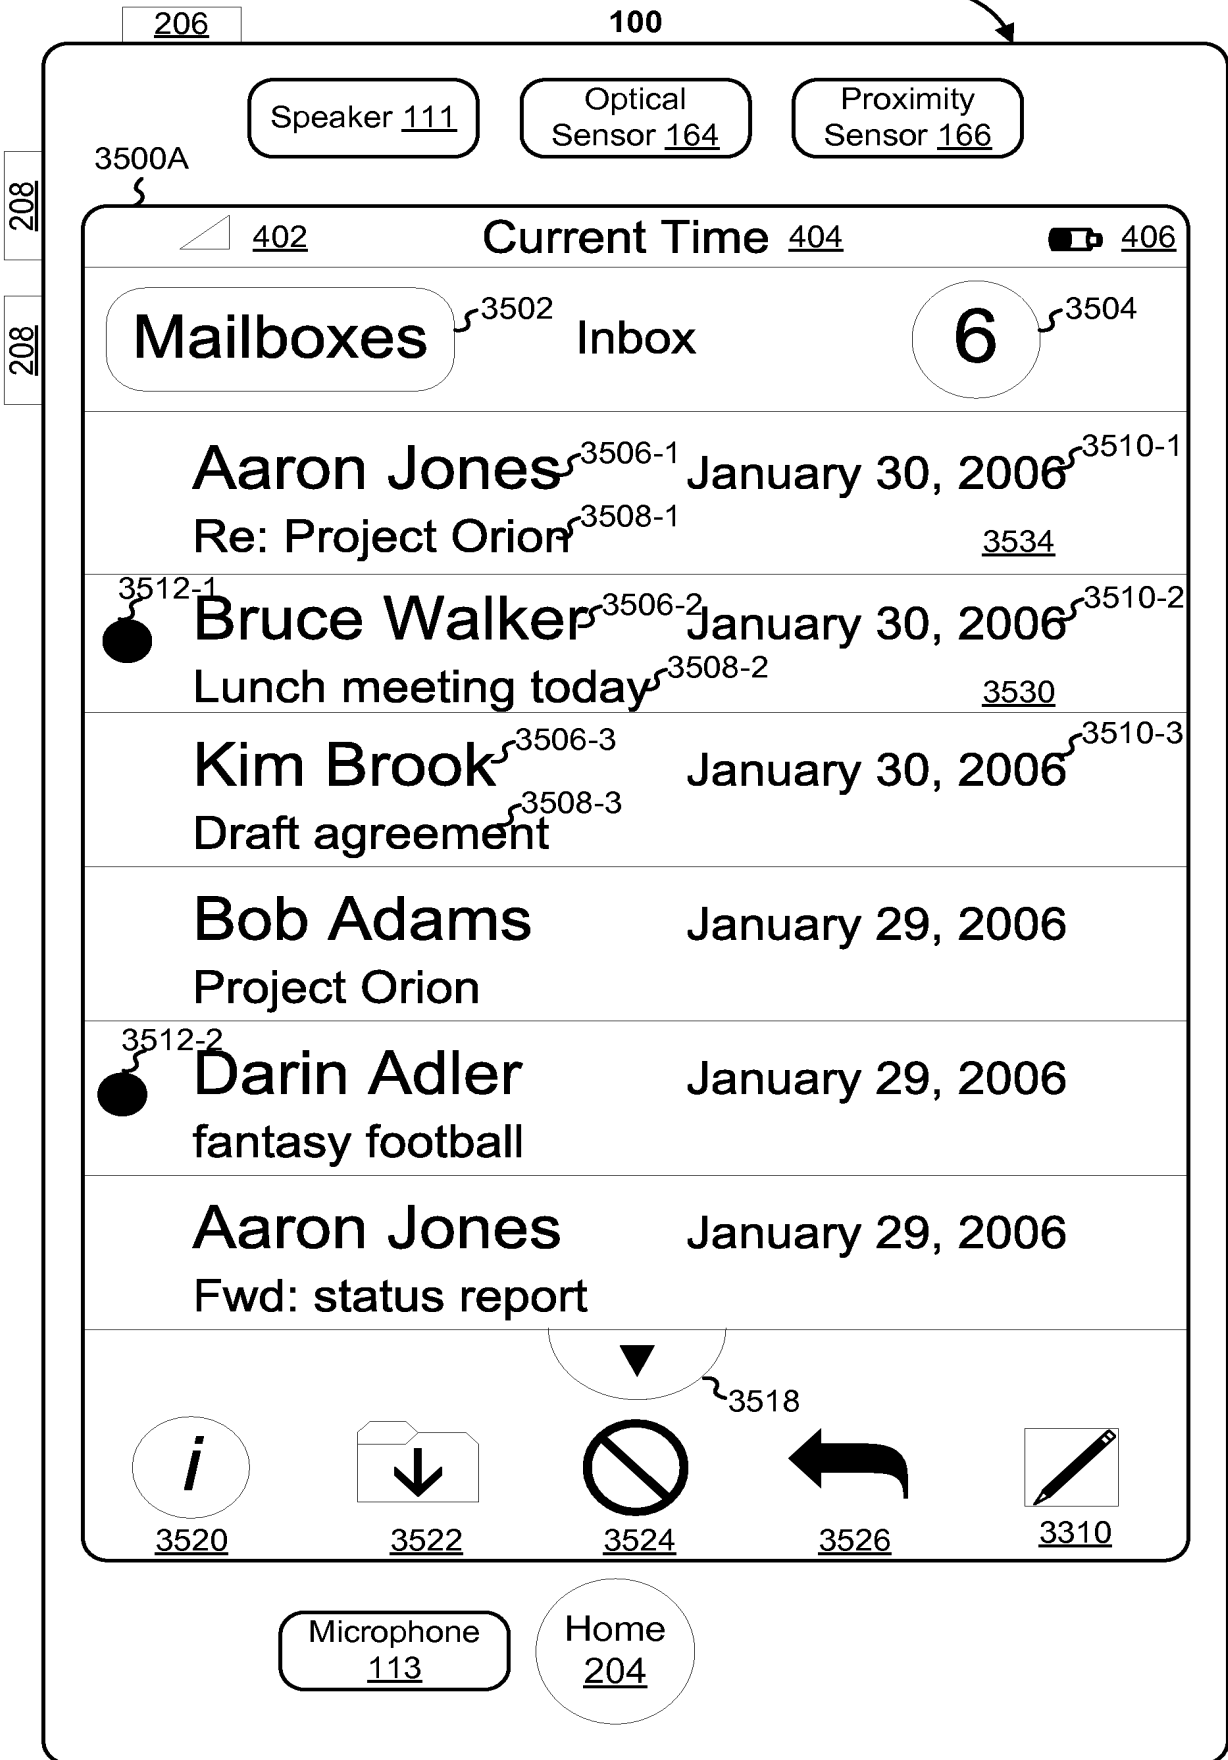 206
100
Speaker 111
Optical
Sensor 164
Proximity
Sensor 166
3500A
208
208
402
Current Time 404
406
Mailboxes
3502
Inbox
6
3504
Aaron Jones
3506-1
January 30, 2006
3510-1
Re: Project Orion
3508-1
3534
3512-1
Bruce Walker
3506-2
January 30, 2006
3510-2
Lunch meeting today
3508-2
3530
Kim Brook
3506-3
January 30, 2006
3510-3
Draft agreement
3508-3
Bob Adams
January 29, 2006
Project Orion
3512-2
Darin Adler
January 29, 2006
fantasy football
Aaron Jones
January 29, 2006
Fwd: status report
3518
i
3520
3522
3524
3526
3310
Microphone
113
Home
204